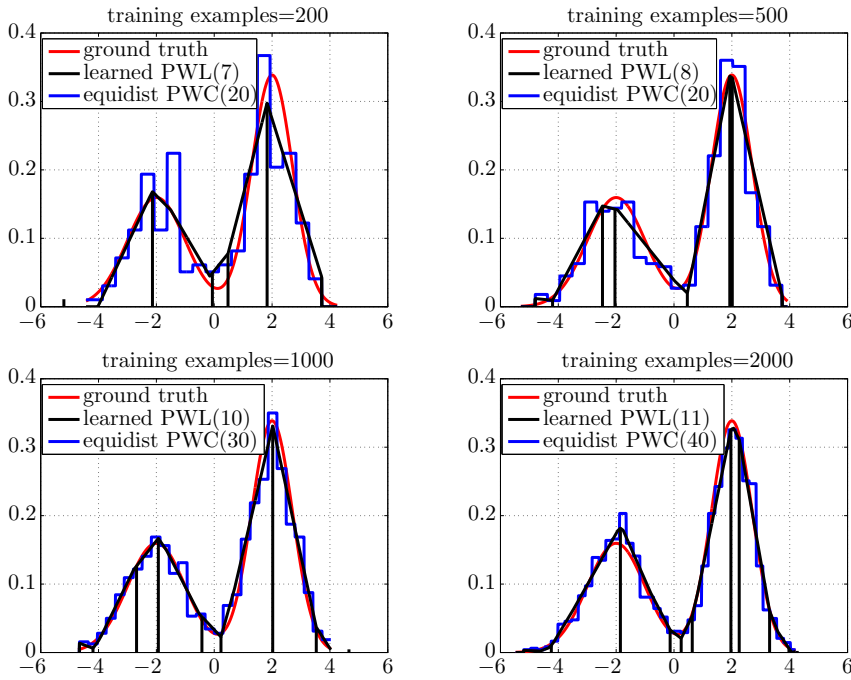 training examples=200
0.4
0.3
0.2
0.1
0
ground truth
learned PWL(7)
equidist PWC(20)
−6 −4 −2 0 2 4 6
training examples=500
0.4
0.3
0.2
0.1
0
ground truth
learned PWL(8)
equidist PWC(20)
−6 −4 −2 0 2 4 6
training examples=1000
0.4
0.3
0.2
0.1
0
ground truth
learned PWL(10)
equidist PWC(30)
−6 −4 −2 0 2 4 6
training examples=2000
0.4
0.3
0.2
0.1
0
ground truth
learned PWL(11)
equidist PWC(40)
−6 −4 −2 0 2 4 6